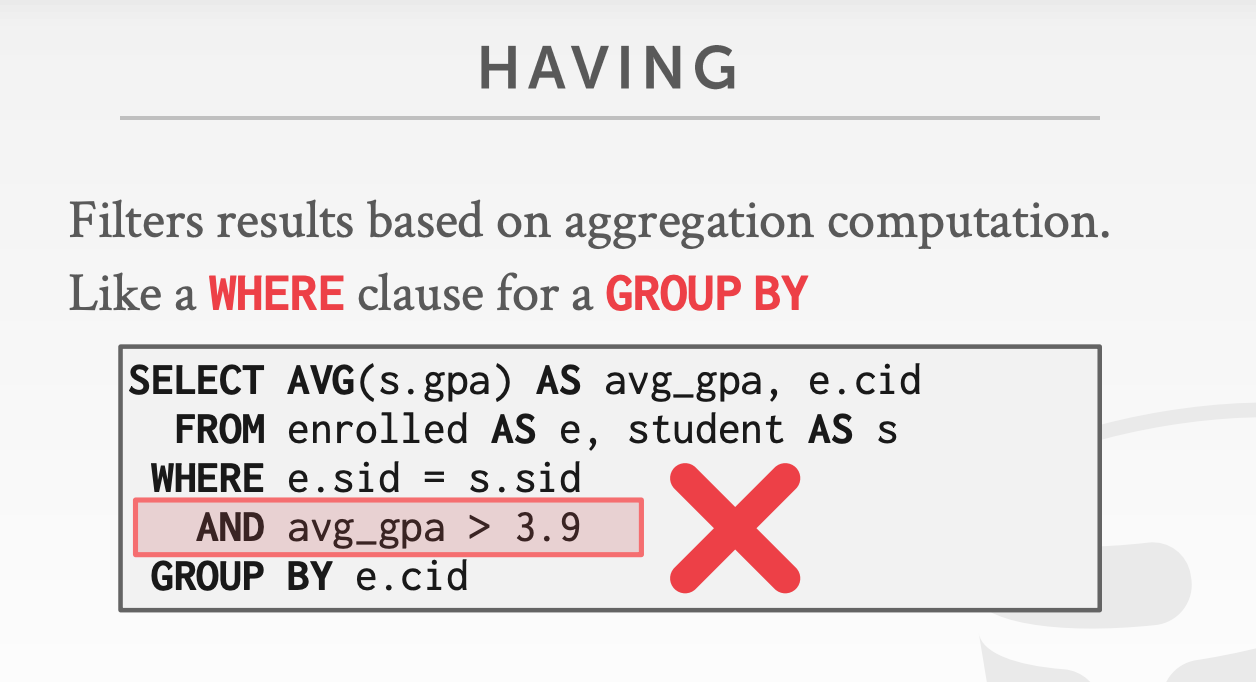 HAVING
Filters results based on aggregation computation.
Like a WHERE clause for a GROUP BY
SELECT AVG(s.gpa) AS avg_gpa, e.cid
FROM enrolled AS e, student AS s
WHERE e.sid = s.sid
AND avg_gpa > 3.9
GROUP BY e.cid